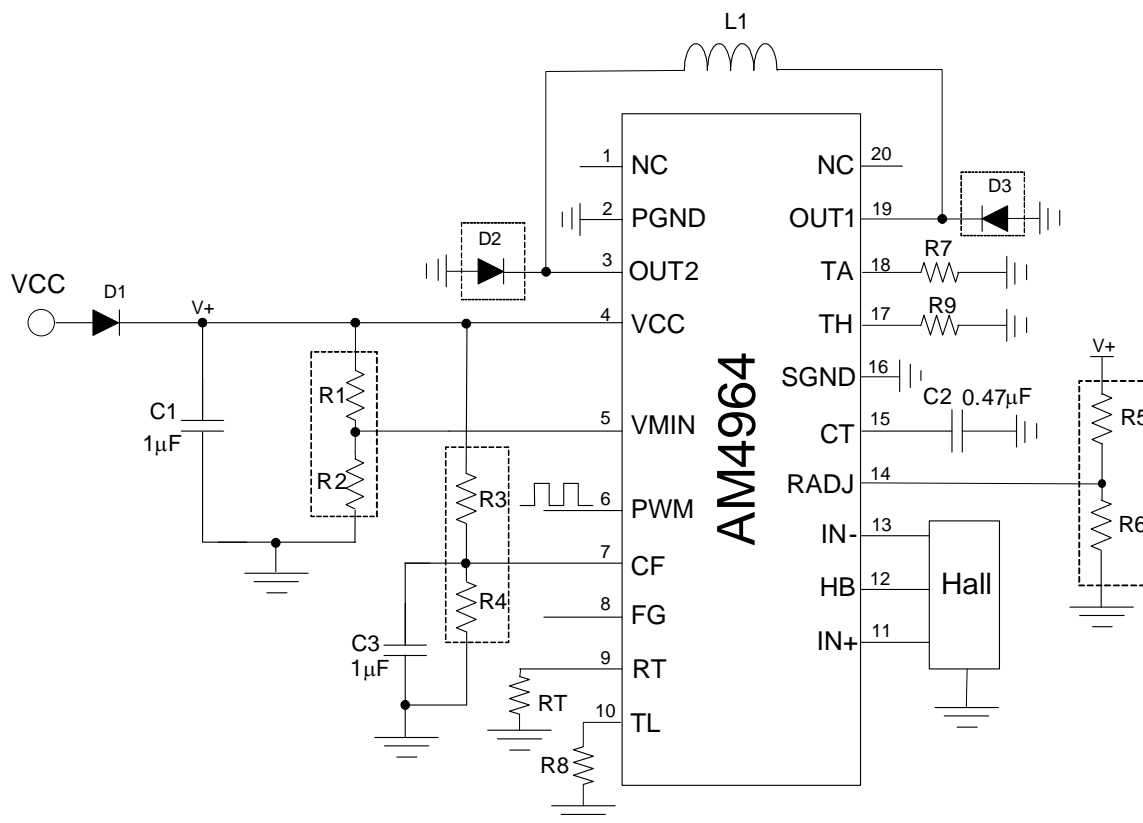 L1
1
NC
NC
20
2
PGND
OUT1
19
D3
D2
3
OUT2
TA
18
R7
VCC
D1
V+
4
VCC
TH
17
R9
SGND
16
V+
C1
1μF
R1
R2
5
VMIN
CT
15
C2
0.47μF
R5
R3
6
PWM
RADJ
14
AM4964
R6
7
CF
IN-
13
R4
HB
12
Hall
8
FG
IN+
11
C3
1μF
9
RT
RT
10
TL
R8